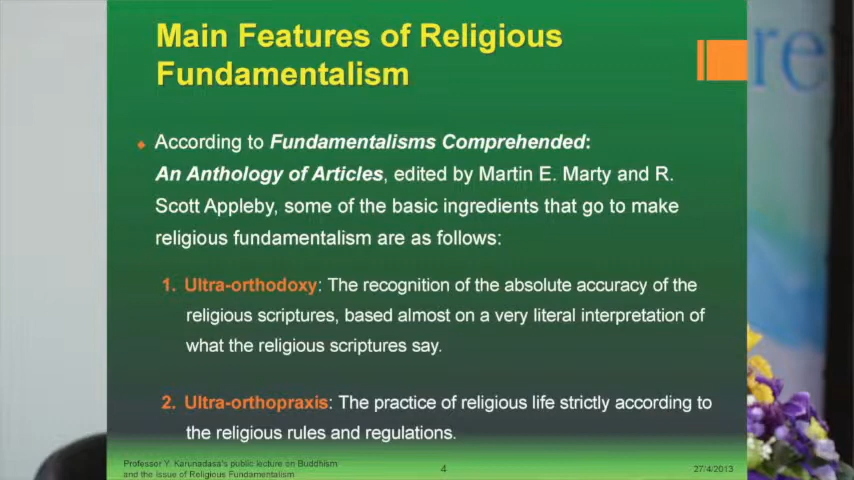 Main Features of Religious
Fundamentalism
re
According to Fundamentalisms Comprehended:
An Anthology of Articles, edited by Martin E. Marty and R.
Scott Appleby, some of the basic ingredients that go to make
religious fundamentalism are as follows:
1. Ultra-orthodoxy: The recognition of the absolute accuracy of the
religious scriptures, based almost on a very literal interpretation of
what the religious scriptures say.
2. Ultra-orthopraxis: The practice of religious life strictly according to
the religious rules and regulations.
Professor Y. Karunadasa's public lecture on Buddhism
and the Issue of Religious Fundamentalism
4
27/4/2013